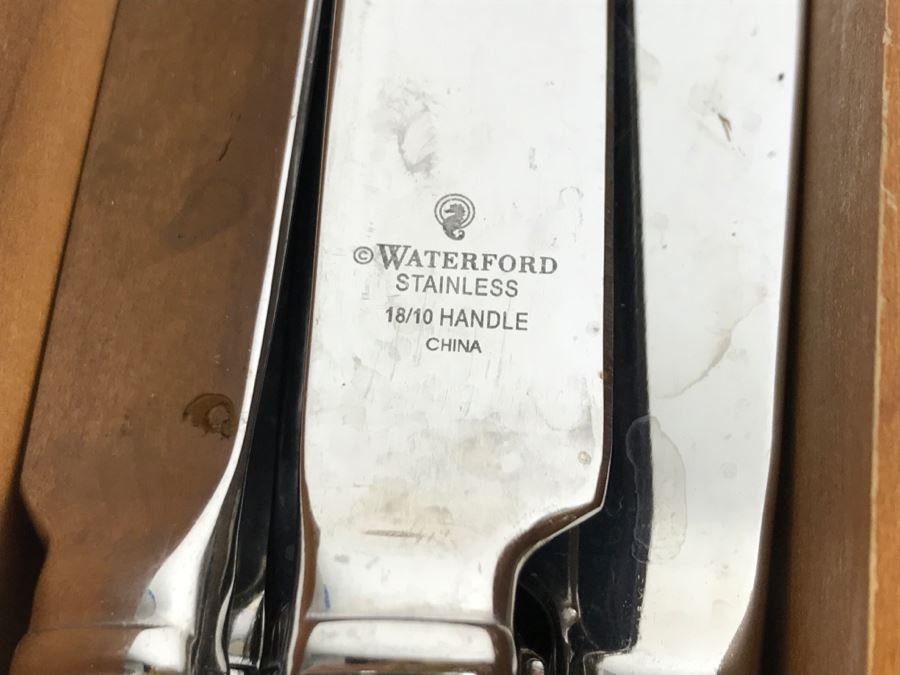 ©WATERFORD
STAINLESS
18/10 HANDLE
CHINA